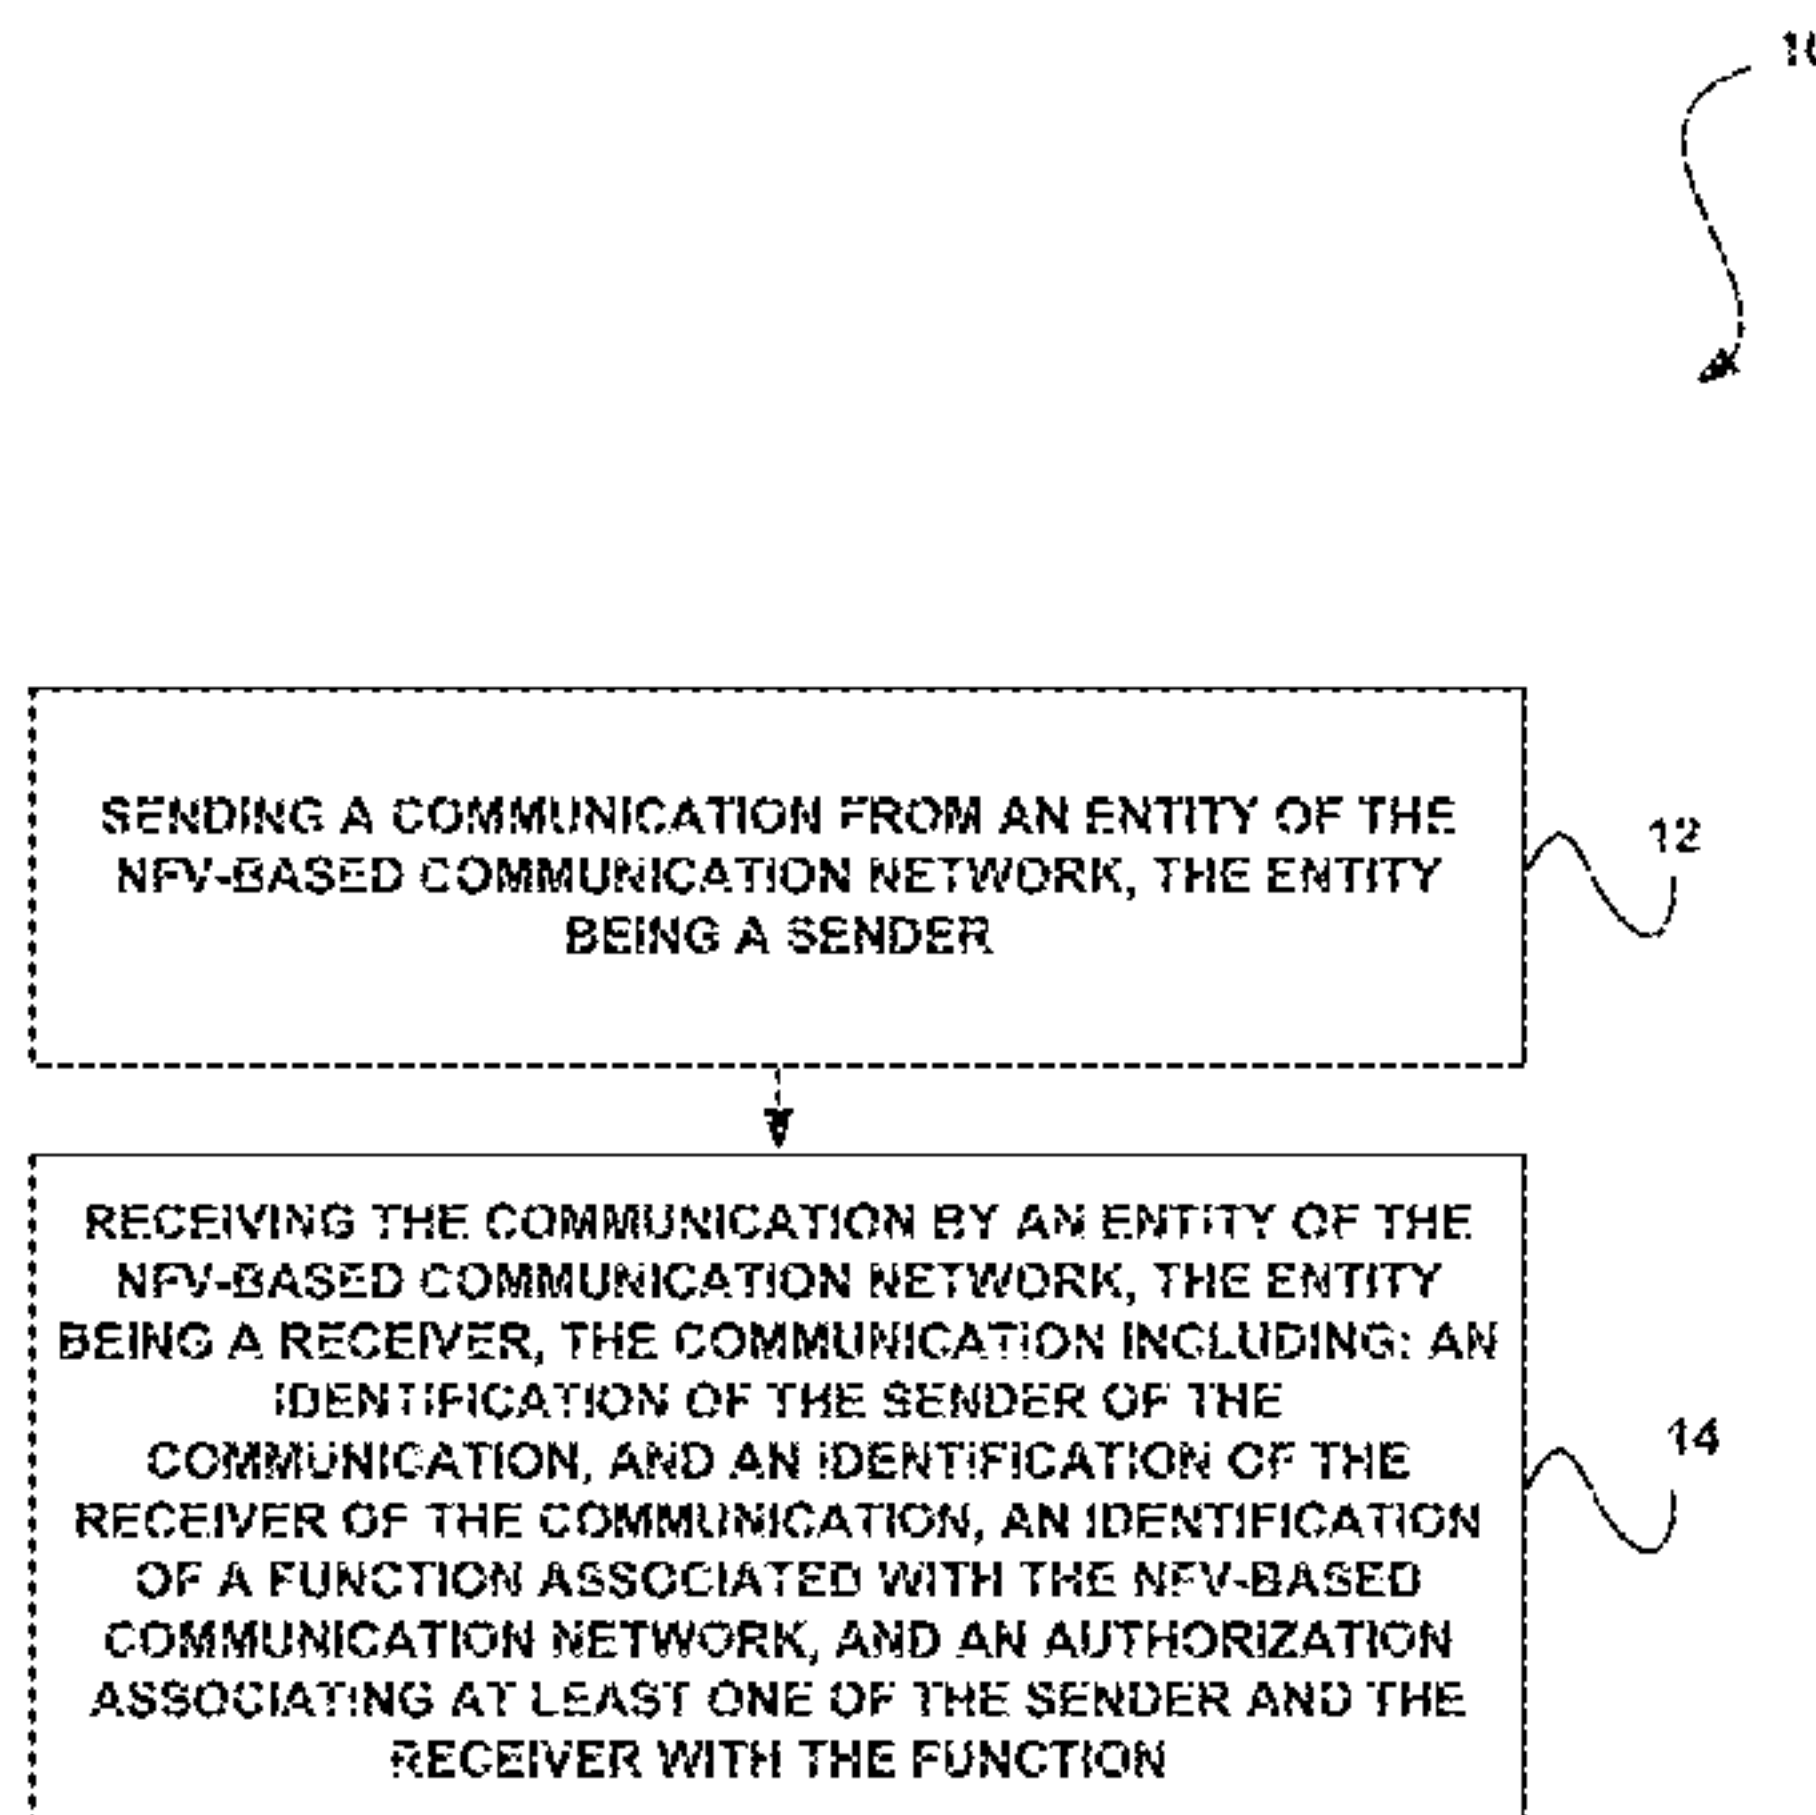 SENDING A COMMUNICATION FROM AN ENTITY OF THE
NFV-BASED COMMUNICATION NETWORK, THE ENTITY
BEING A SENDER
12
RECEIVING THE COMMUNICATION BY AN ENTITY OF THE
NFV-BASED COMMUNICATION NETWORK, THE ENTITY
BEING A RECEIVER, THE COMMUNICATION INCLUDING: AN
IDENTIFICATION OF THE SENDER OF THE
COMMUNICATION, AND AN IDENTIFICATION OF THE
RECEIVER OF THE COMMUNICATION, AN IDENTIFICATION
OF A FUNCTION ASSOCIATED WITH THE NFV-BASED
COMMUNICATION NETWORK, AND AN AUTHORIZATION
ASSOCIATING AT LEAST ONE OF THE SENDER AND THE
RECEIVER WITH THE FUNCTION
14